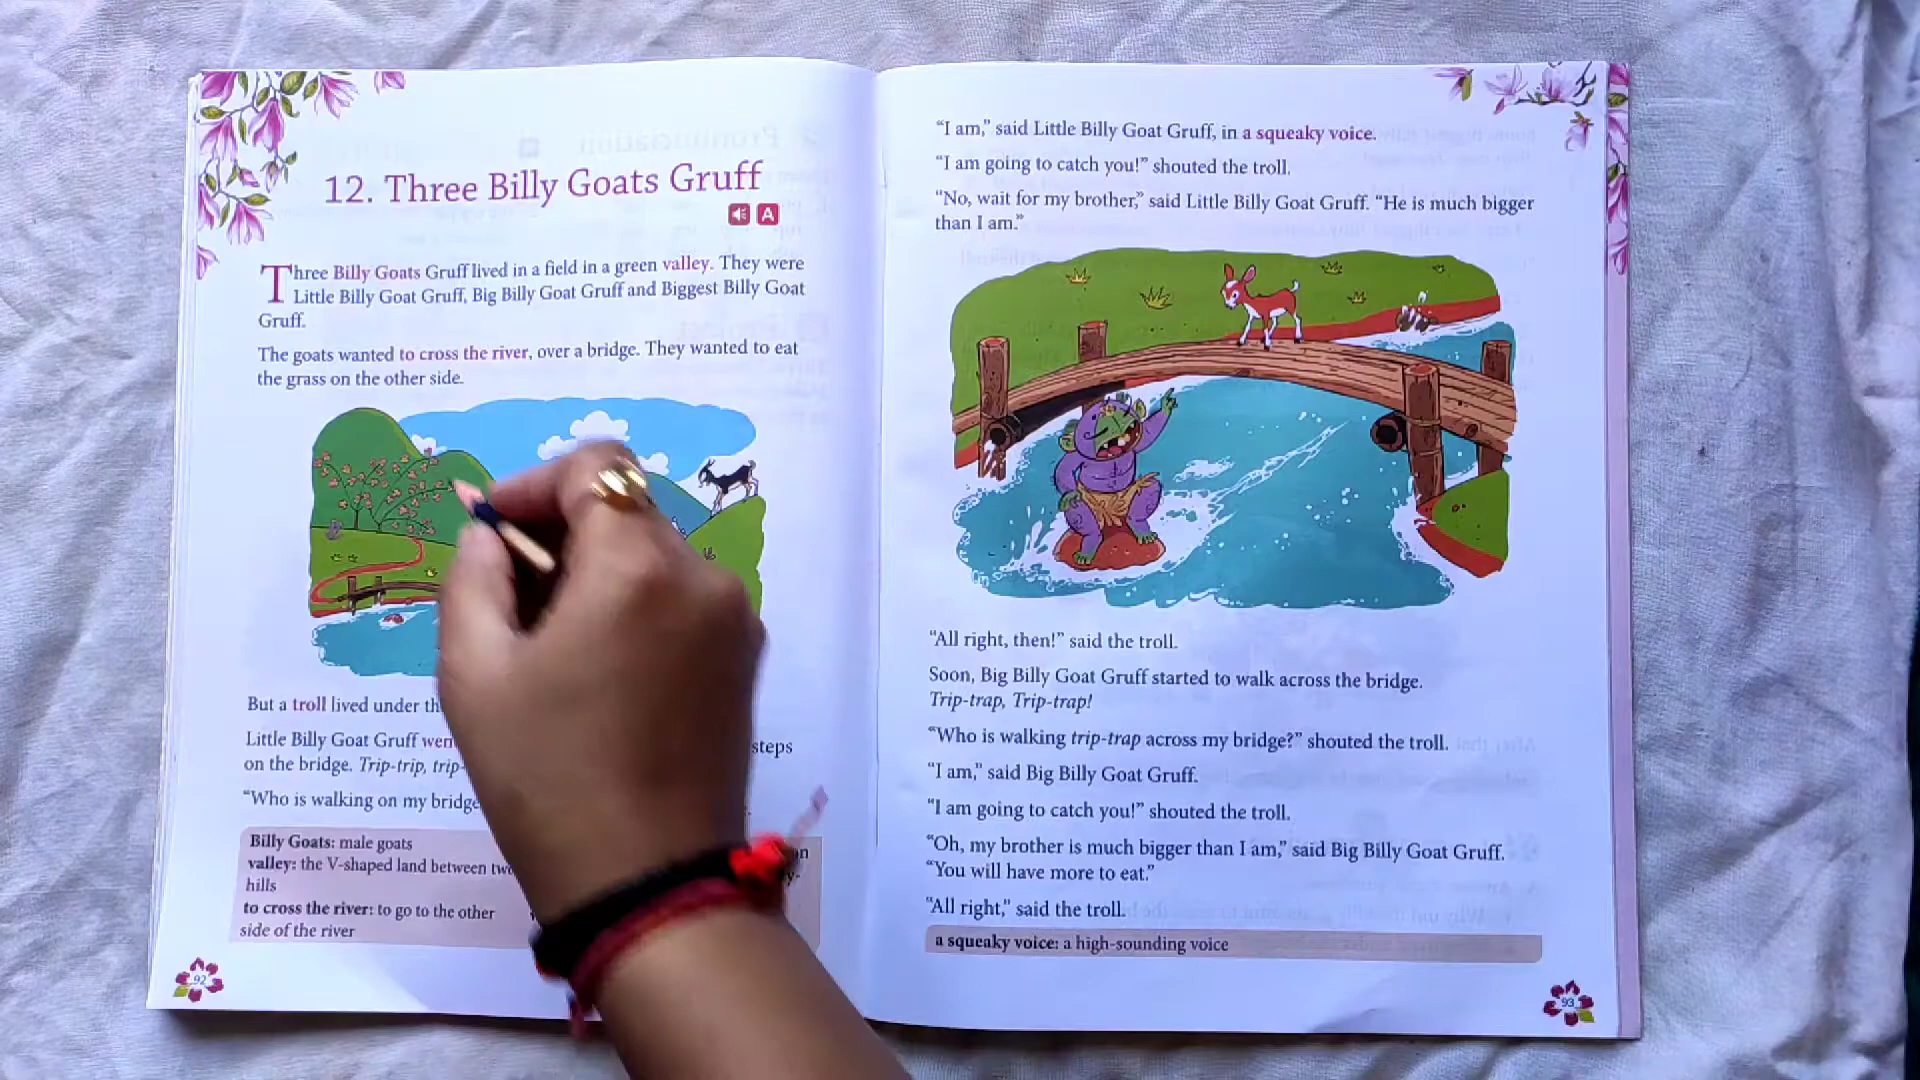 12. Three Billy Goats Gruff
A
Three Billy Goats Gruff lived in a field in a green valley. They were
Little Billy Goat Gruff, Big Billy Goat Gruff and Biggest Billy Goat
Gruff.
The goats wanted to cross the river, over a bridge. They wanted to eat
the grass on the other side.
But a troll lived under
Little Billy Goat Gruff steps
on the bridge. Trip-trip,
“Who is walking on my bridge
Billy Goats: male goats
valley: the V-shaped land between two
hills
to cross the river: to go to the other
side of the river
92
“I am,” said Little Billy Goat Gruff, in a squeaky voice.
“I am going to catch you!” shouted the troll.
“No, wait for my brother,” said Little Billy Goat Gruff. “He is much bigger
than I am.”
“All right, then!” said the troll.
Soon, Big Billy Goat Gruff started to walk across the bridge.
Trip-trap, Trip-trap!
“Who is walking trip-trap across my bridge?” shouted the troll.
“I am,” said Big Billy Goat Gruff.
“I am going to catch you!” shouted the troll.
“Oh, my brother is much bigger than I am,” said Big Billy Goat Gruff.
“You will have more to eat.”
“All right,” said the troll.
a squeaky voice: a high-sounding voice
93